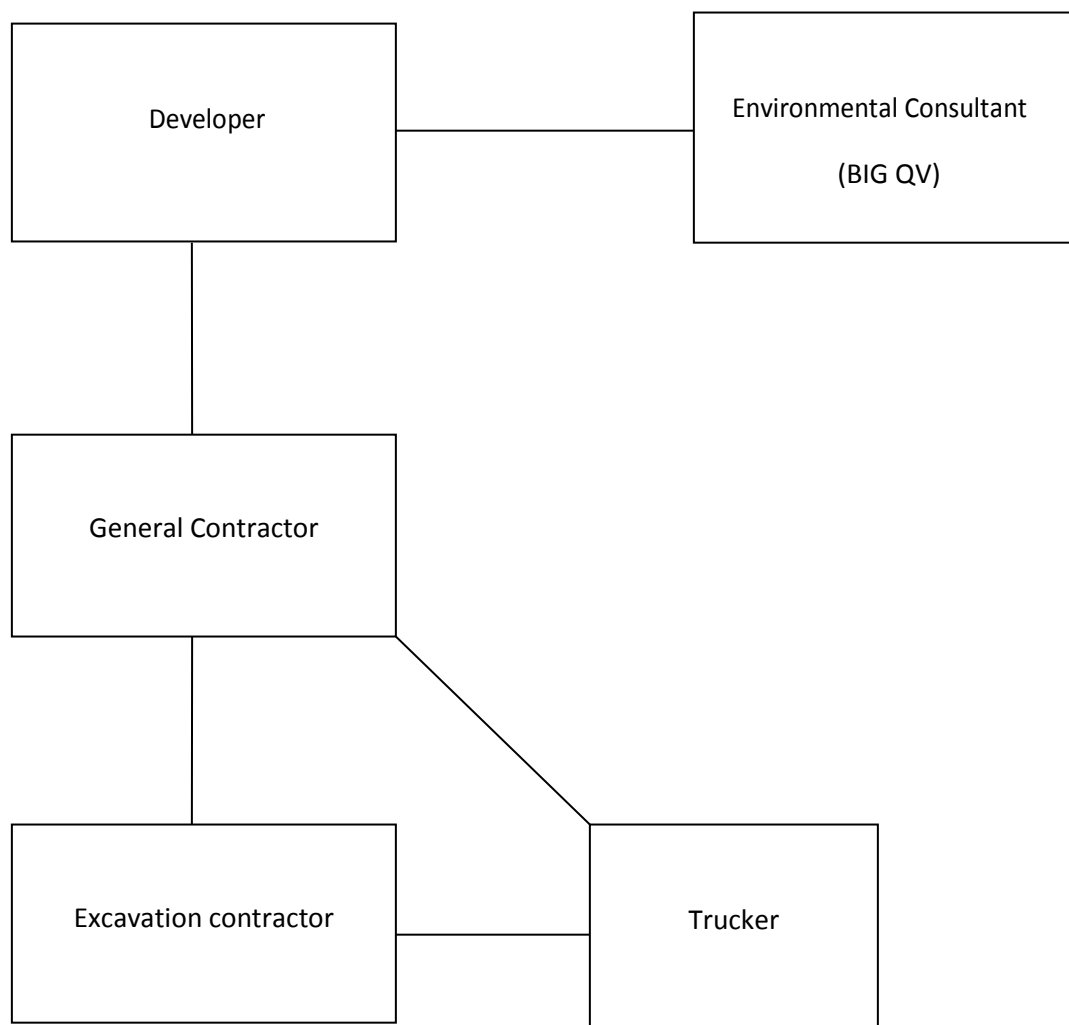 Developer
Environmental Consultant
(BIG QV)
General Contractor
Excavation contractor
Trucker